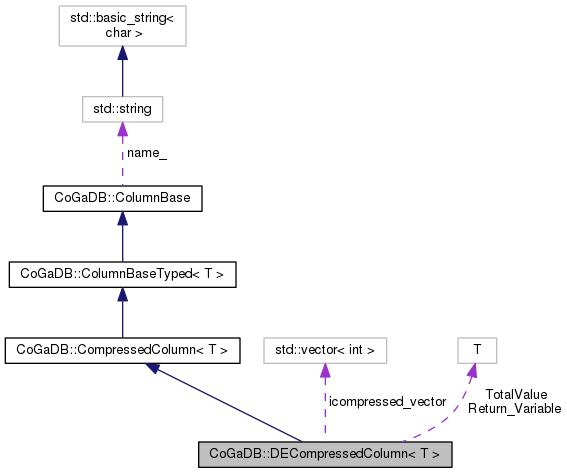 std::basic_string<
char >
std::string
name_
CoGaDB::ColumnBase
CoGaDB::ColumnBaseTyped< T >
CoGaDB::CompressedColumn< T >
std::vector< int >
T
icompressed_vector
TotalValue
Return_Variable
CoGaDB::DECompressedColumn< T >